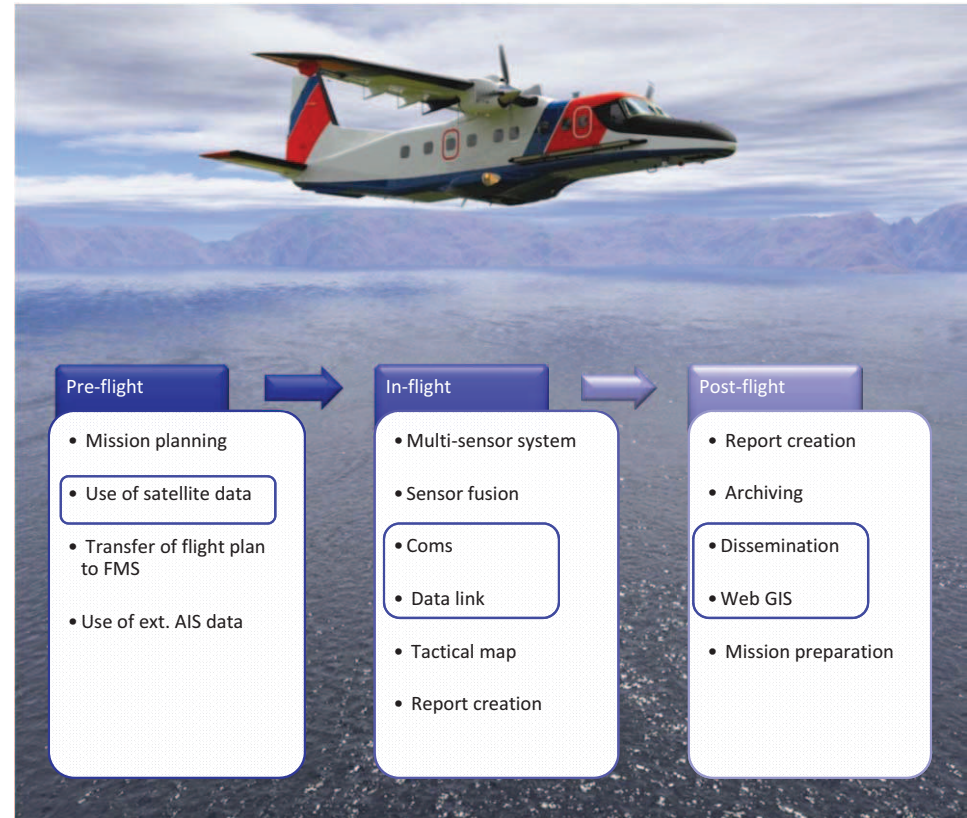 Pre-flight
• Mission planning
• Use of satellite data
• Transfer of flight plan
to FMS
• Use of ext. AIS data
In-flight
• Multi-sensor system
• Sensor fusion
• Coms
• Data link
• Tactical map
• Report creation
Post-flight
• Report creation
• Archiving
• Dissemination
• Web GIS
• Mission preparation